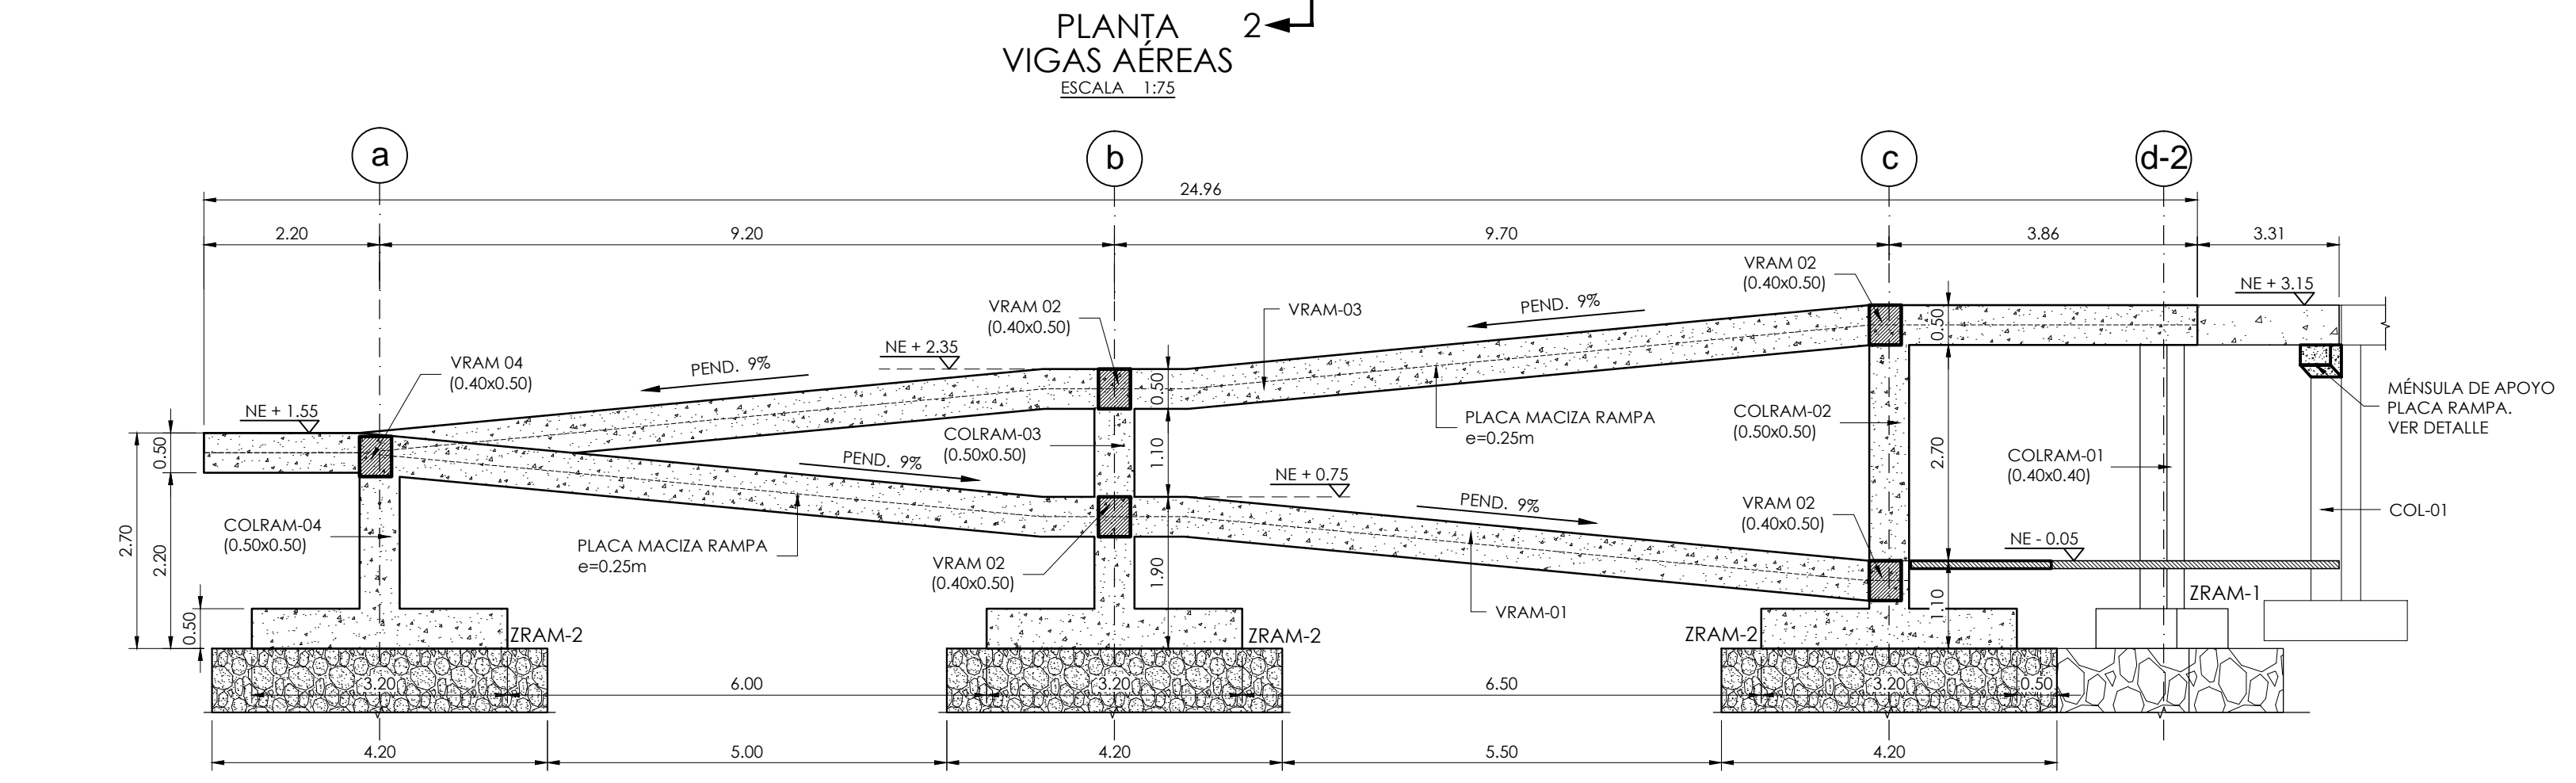 PLANTA
2
VIGAS AÉREAS
ESCALA 1:75
a
b
c
d-2
24.96
2.20
9.20
9.70
3.86
3.31
VRAM 02
(0.40x0.50)
NE + 3.15
PEND. 9%
VRAM 02
(0.40x0.50)
VRAM-03
0.50
NE + 2.35
VRAM 04
(0.40x0.50)
PEND. 9%
0.50
MÉNSULA DE APOYO
PLACA RAMPA.
VER DETALLE
NE + 1.55
PLACA MACIZA RAMPA
e=0.25m
COLRAM-02
(0.50x0.50)
COLRAM-03
(0.50x0.50)
0.50
1.10
2.70
COLRAM-01
(0.40x0.40)
PEND. 9%
NE + 0.75
PEND. 9%
VRAM 02
(0.40x0.50)
COL-01
COLRAM-04
(0.50x0.50)
2.70
2.20
PLACA MACIZA RAMPA
e=0.25m
VRAM 02
(0.40x0.50)
1.90
NE - 0.05
VRAM-01
1.10
ZRAM-1
0.50
ZRAM-2
ZRAM-2
ZRAM-2
3.20
6.00
3.20
6.50
3.20
0.50
4.20
5.00
4.20
5.50
4.20